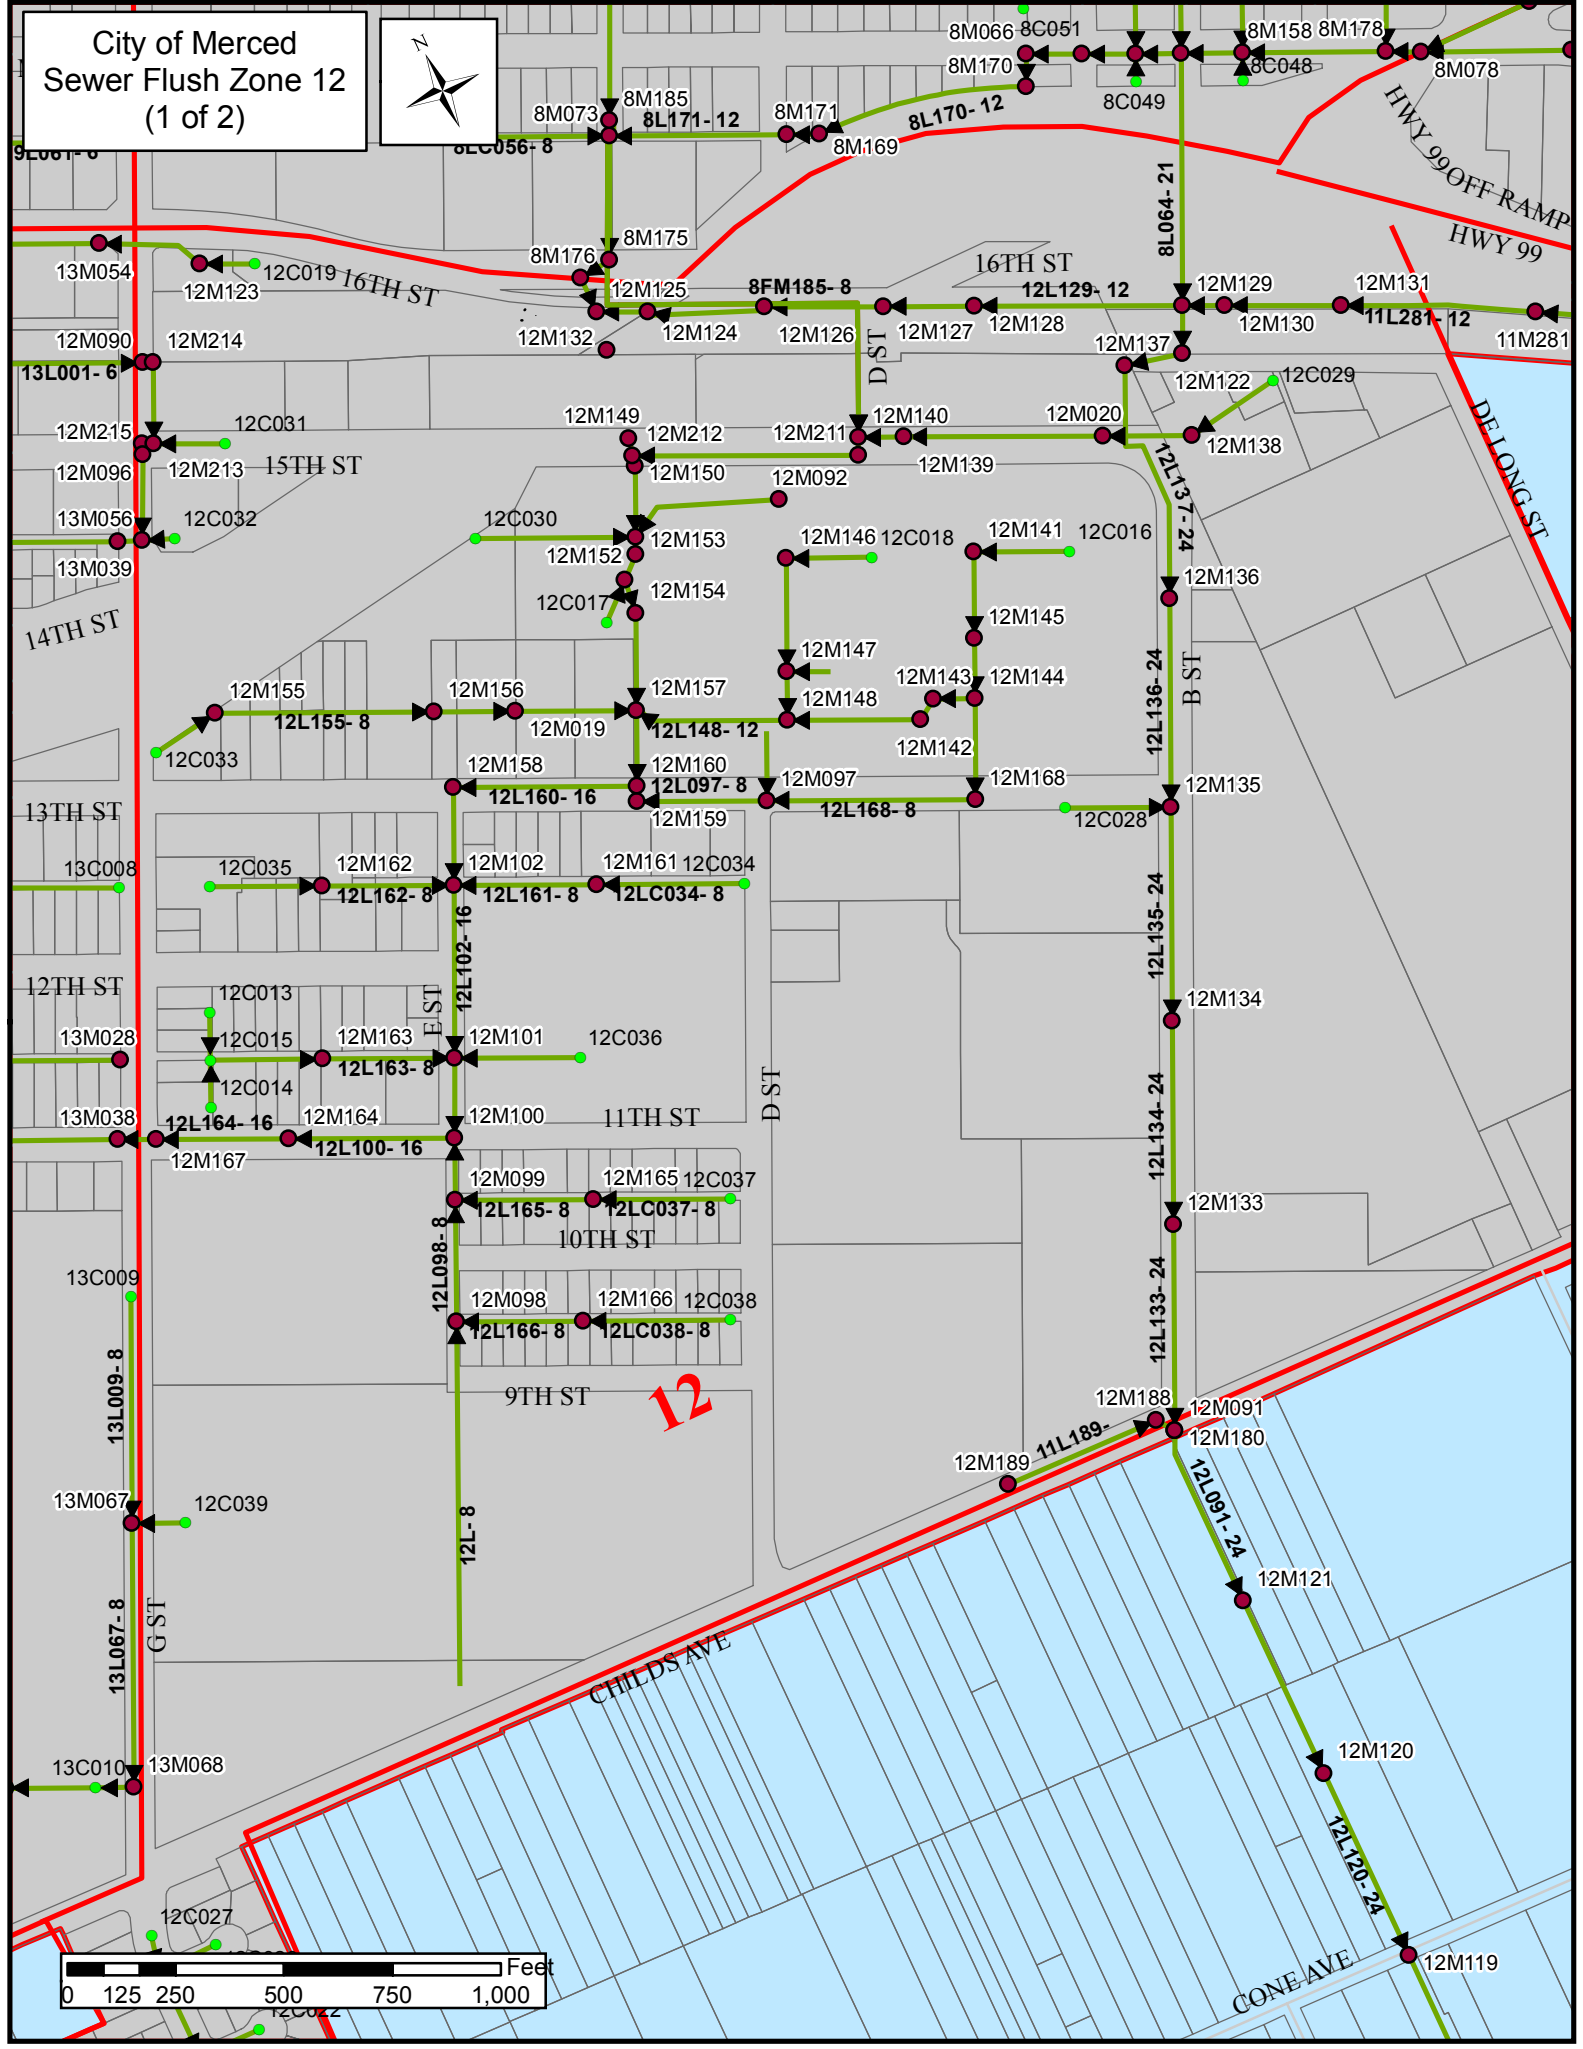 City of Merced
Sewer Flush Zone 12
(1 of 2)
N
8M066
8C051
8M158
8M178
8M170
8C048
8M078
8C049
8M185
8M073
8L171- 12
8M171
8L170- 12
8M169
9L061- 6
8LC056- 8
HWY 99OFF RAMP
HWY 99
8L064- 21
8M175
8M176
13M054
12M123
12C019
16TH ST
16TH ST
12M125
8FM185- 8
12L129- 12
12M129
12M131
12M132
12M124
12M126
12M127
12M128
12M130
11L281- 12
11M281
12M090
12M214
13L001- 6
D ST
12M137
12M122
12C029
12M149
12M212
12M211
12M140
12M020
12M138
12M215
12C031
12M096
12M213
15TH ST
12M150
12M139
12M092
12L137- 24
DE LONG ST
13M056
12C032
12C030
13M039
12M153
12M152
12M146
12C018
12M141
12C016
12C017
12M154
12M136
14TH ST
12M145
12M147
12M143
12M144
12M155
12M156
12M157
12M148
12L155- 8
12M019
12L148- 12
12M142
12L136- 24
B ST
12C033
12M158
12M160
12L097- 8
12M097
12M168
12M135
12L160- 16
12M159
12L168- 8
12C028
13TH ST
13C008
12C035
12M162
12M102
12M161
12C034
12L162- 8
12L161- 8
12LC034- 8
12L102- 16
12L135- 24
12TH ST
12C013
E ST
12M134
13M028
12C015
12M163
12M101
12C036
12L163- 8
12C014
D ST
13M038
12L164- 16
12M164
12M100
11TH ST
12L134- 24
12M167
12L100- 16
12M099
12M165
12C037
12L165- 8
12LC037- 8
12M133
10TH ST
12L098- 8
13C009
12M098
12M166
12C038
12L166- 8
12LC038- 8
12L133- 24
9TH ST
12
13L009- 8
12M188
12M091
12M180
11L189-
12M189
12L091- 24
13M067
12C039
12L- 8
12M121
13L067- 8
G ST
CHILDS AVE
13C010
13M068
12M120
12L120- 24
12C027
12M119
CONE AVE
Feet
0 125 250 500 750 1,000
12C022